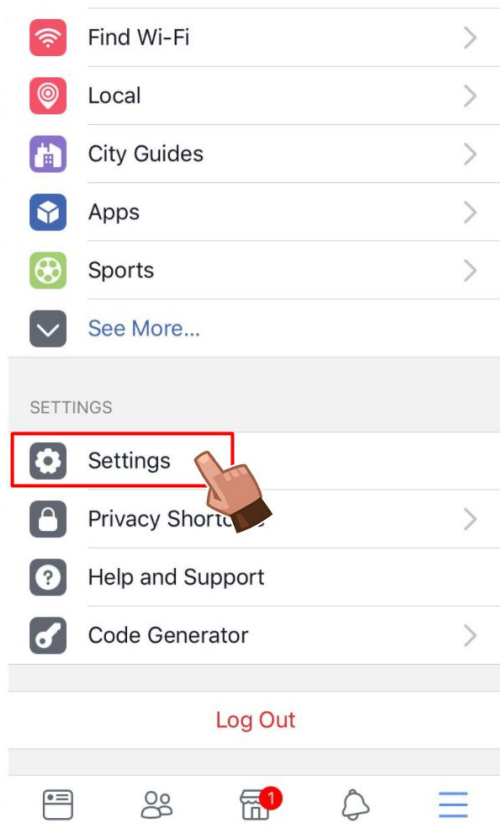 Find Wi-Fi
Local
City Guides
Apps
Sports
See More...
SETTINGS
Settings
Privacy
Help and Support
Code Generator
Log Out
1